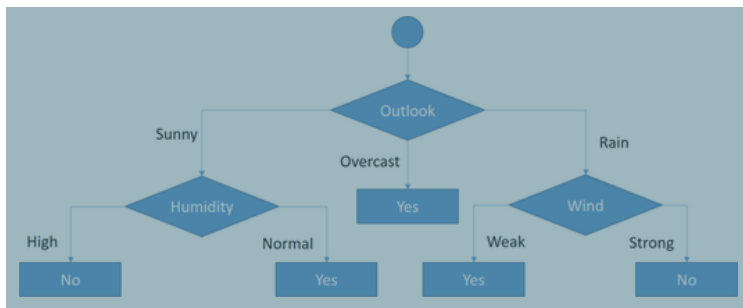 Outlook
Sunny
Overcast
Rain
Humidity
Yes
Wind
High
Normal
Weak
Strong
No
Yes
Yes
No